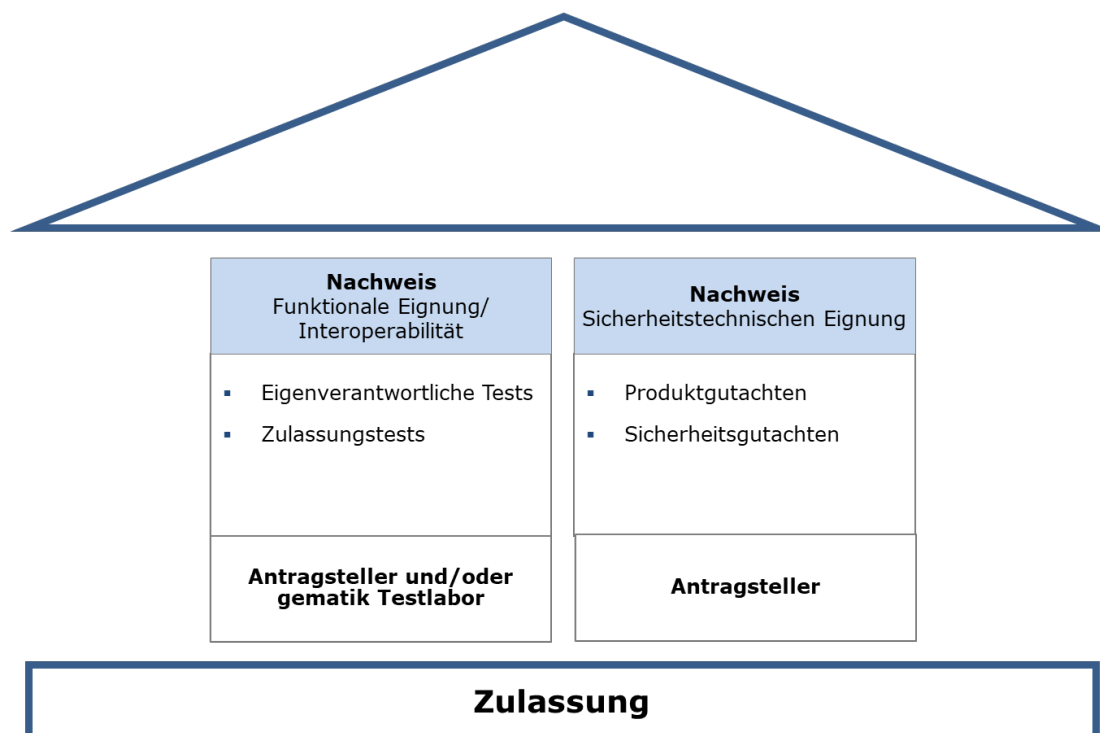 Nachweis
Funktionale Eignung/
Interoperabilität
Eigenverantwortliche Tests
Zulassungstests
Antragsteller und/oder
gematik Testlabor
Nachweis
Sicherheitstechnischen Eignung
Produktgutachten
Sicherheitsgutachten
Antragsteller
Zulassung